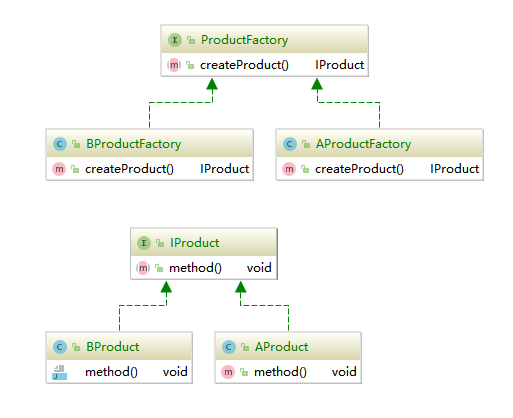 I ProductFactory
m createProduct() IProduct
C BProductFactory
m createProduct() IProduct
C AProductFactory
m createProduct() IProduct
I IProduct
m method() void
C BProduct
method() void
C AProduct
m method() void